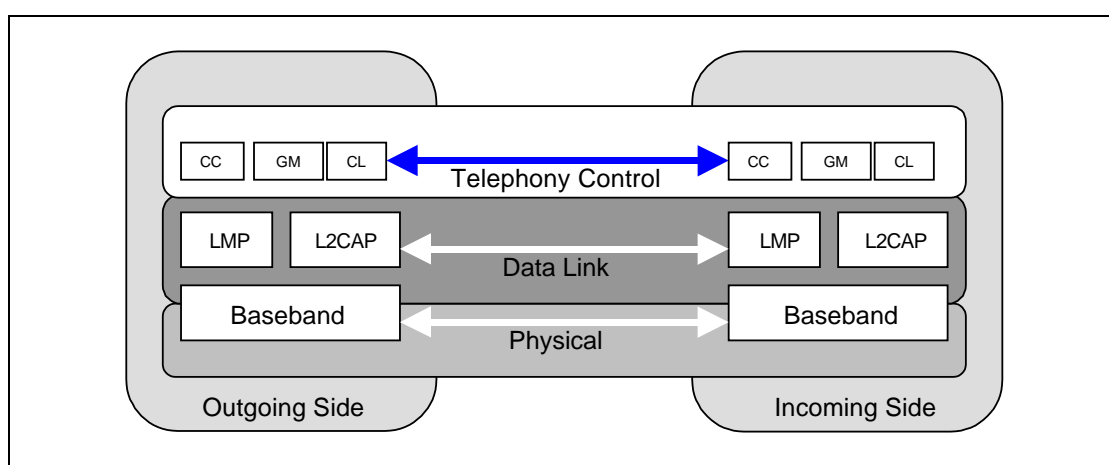 CC GM CL CC GM CL
Telephony Control
LMP L2CAP LMP L2CAP
Data Link
Baseband Baseband
Physical
Outgoing Side Incoming Side